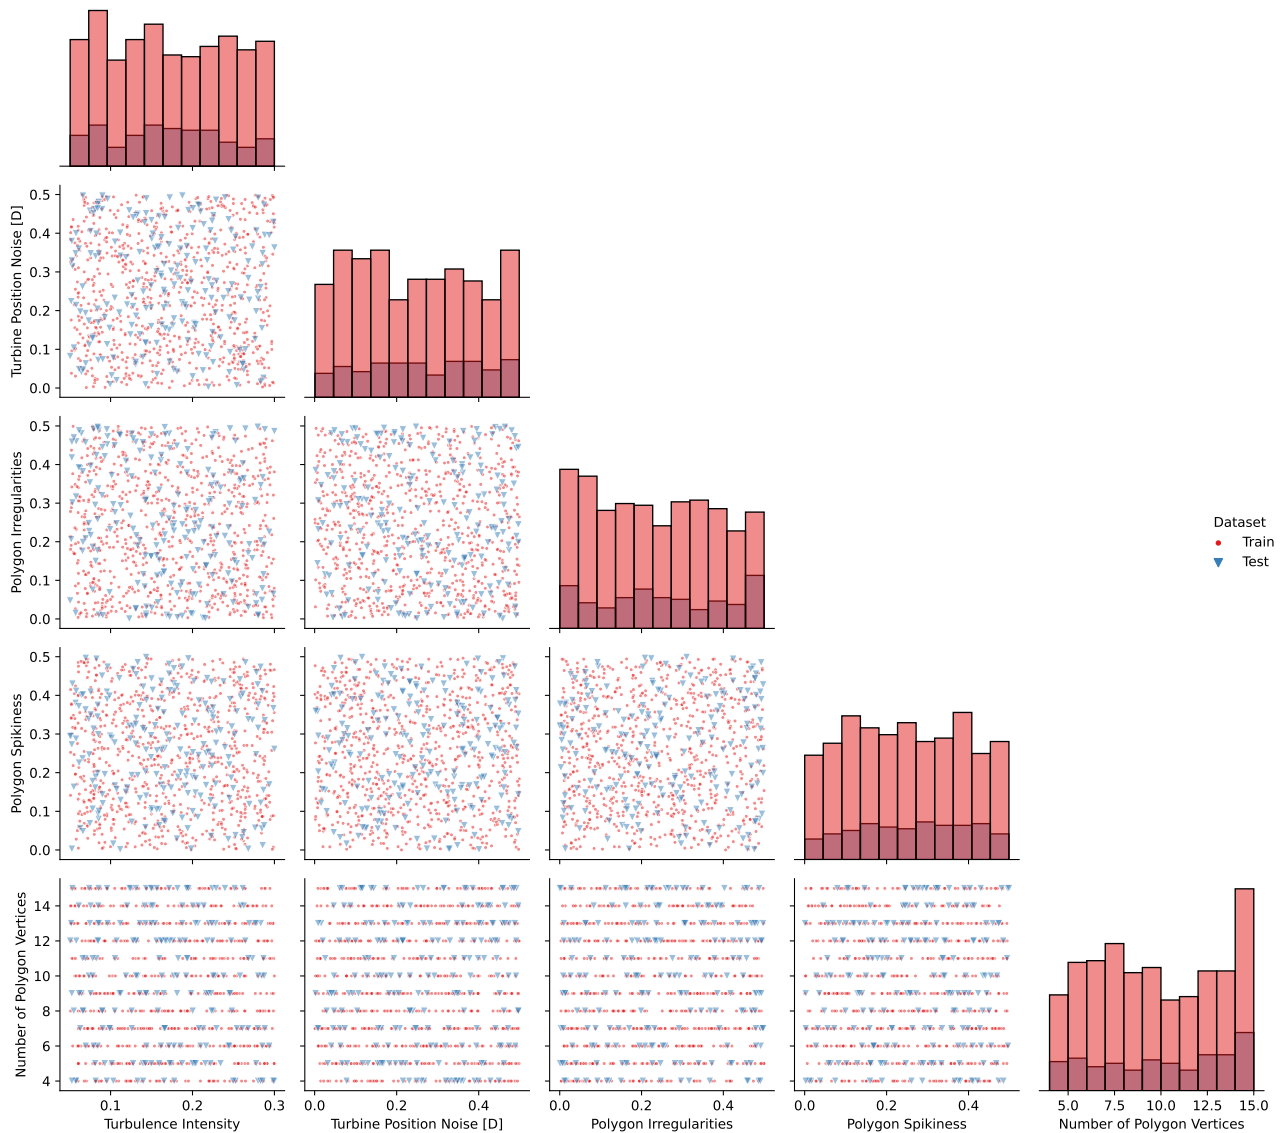 Turbine Position Noise [D]
0.5
0.4
0.3
0.2
0.1
0.0
Polygon Irregularities
0.5
0.4
0.3
0.2
0.1
0.0
Dataset
Train
Test
Polygon Spikiness
0.5
0.4
0.3
0.2
0.1
0.0
Number of Polygon Vertices
14
12
10
8
6
4
0.1 0.2 0.3
0.0 0.2 0.4
0.0 0.2 0.4
0.0 0.2 0.4
5.0 7.5 10.0 12.5 15.0
Turbulence Intensity
Turbine Position Noise [D]
Polygon Irregularities
Polygon Spikiness
Number of Polygon Vertices